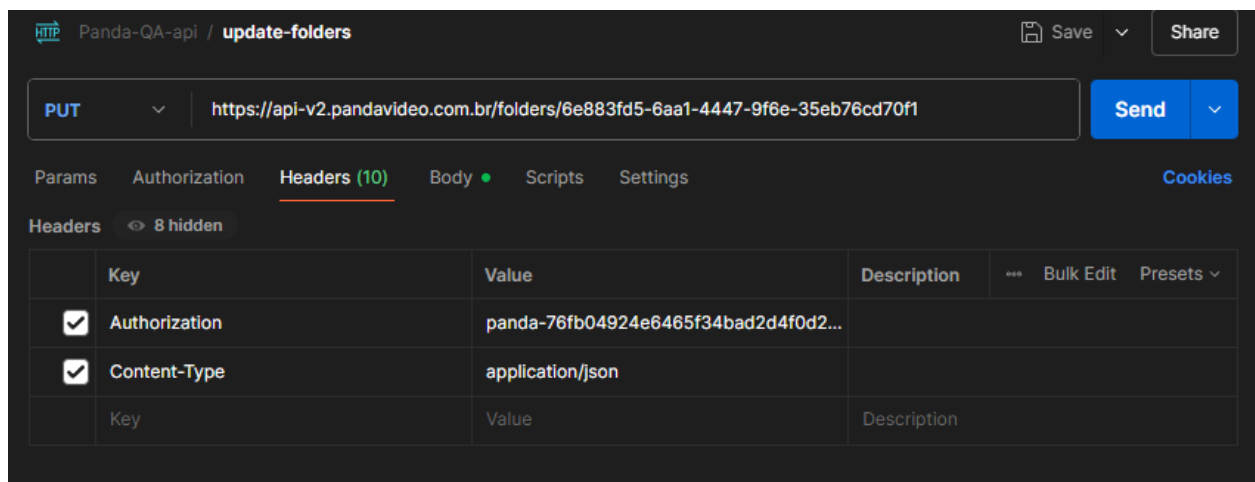 HTTP Panda-QA-api / update-folders Save Share
PUT https://api-v2.pandavideo.com.br/folders/6e883fd5-6aa1-4447-9f6e-35eb76cd70f1 Send
Params Authorization Headers (10) Body Scripts Settings Cookies
Headers 8 hidden
Key Value Description Bulk Edit Presets
Authorization panda-76fb04924e6465f34bad2d4f0d2...
Content-Type application/json
Key Value Description